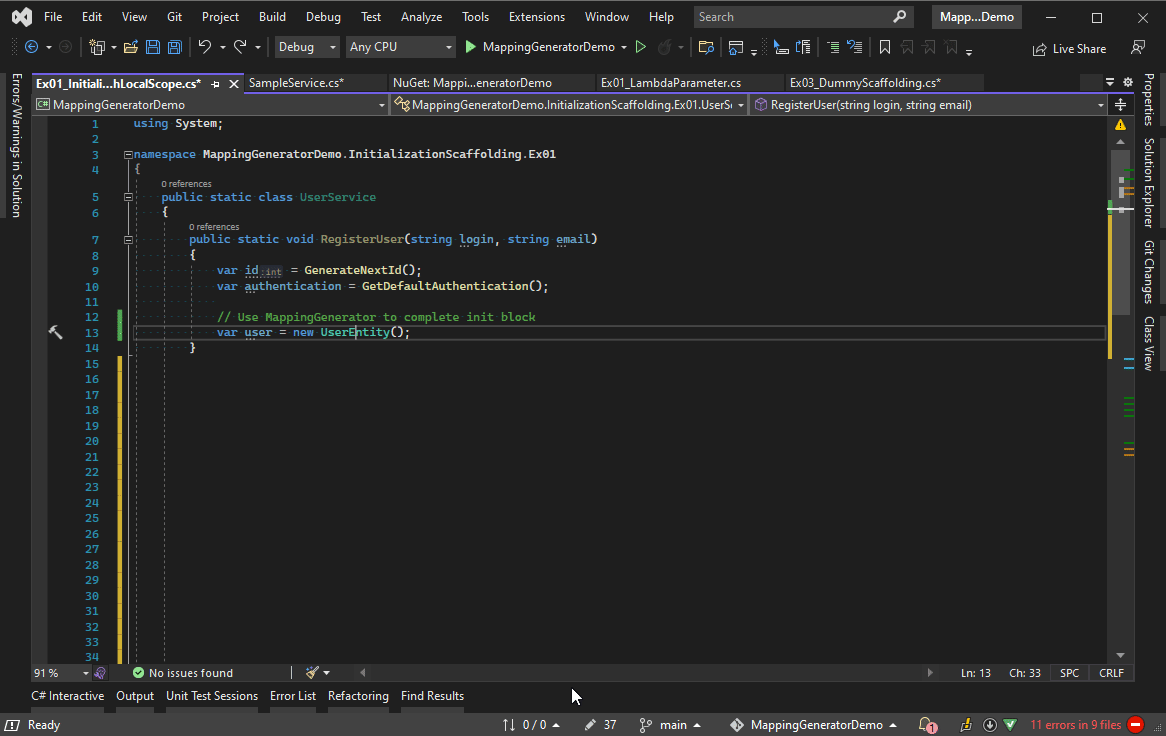 File Edit View Git Project Build Debug Test Analyze Tools Extensions Window Help Search Mapp...Demo
Debug Any CPU MappingGeneratorDemo Live Share
Ex01_Initiali...hLocalScope.cs* SampleService.cs* NuGet: Mappi...eneratorDemo Ex01_LambdaParameter.cs Ex03_DummyScaffolding.cs*
C# MappingGeneratorDemo MappingGeneratorDemo.InitializationScaffolding.Ex01.UserS RegisterUser(string login, string email)
Errors/Warnings in Solution
Properties
Solution Explorer
Git Changes
Class View
1 using System;
2
3 namespace MappingGeneratorDemo.InitializationScaffolding.Ex01
4 {
0 references
5 public static class UserService
6 {
0 references
7 public static void RegisterUser(string login, string email)
8 {
9 var id:int = GenerateNextId();
10 var authentication = GetDefaultAuthentication();
11
12 // Use MappingGenerator to complete init block
13 var user = new UserEntity();
14 }
15
16
17
18
19
20
21
22
23
24
25
26
27
28
29
30
31
32
33
34
91 % No issues found Ln: 13 Ch: 33 SPC CRLF
C# Interactive Output Unit Test Sessions Error List Refactoring Find Results
Ready 0 / 0 37 main MappingGeneratorDemo 1 11 errors in 9 files